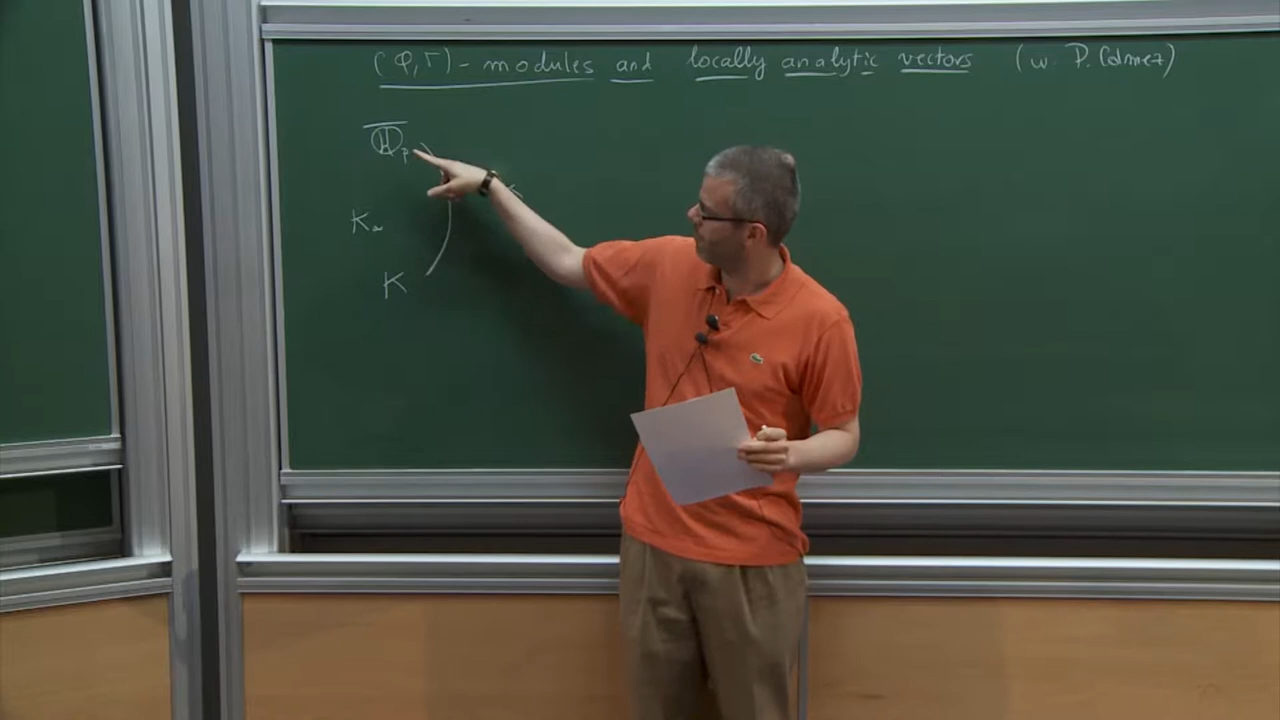 (φ,Γ)-modules and locally analytic vectors (w. P. Colmez)
ℚ̅ₚ
K∞
K